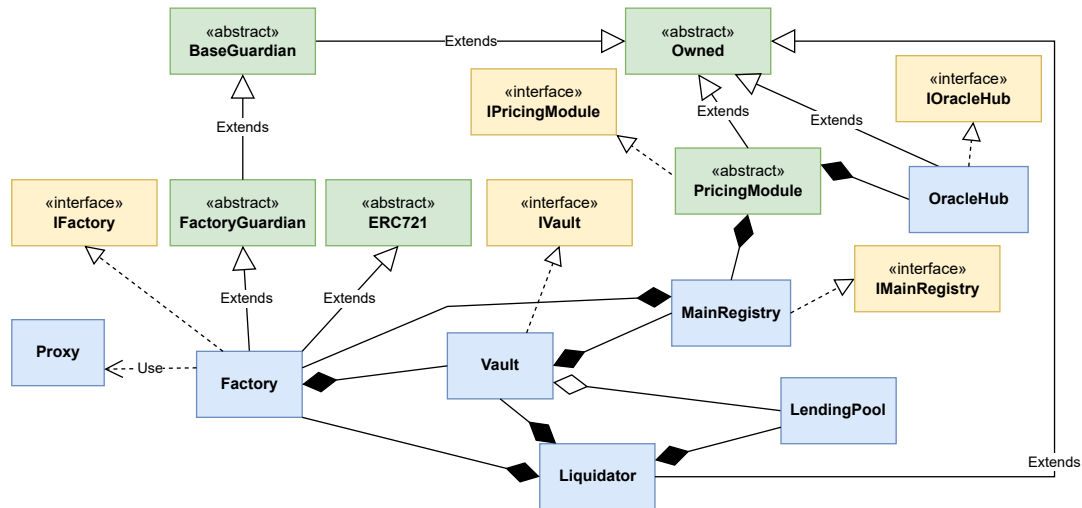 «abstract»
BaseGuardian
Extends
«abstract»
Owned
«interface»
IPricingModule
Extends
Extends
«interface»
IOracleHub
Extends
«abstract»
PricingModule
OracleHub
«interface»
IFactory
«abstract»
FactoryGuardian
«abstract»
ERC721
«interface»
IVault
«interface»
IMainRegistry
Extends
Extends
MainRegistry
Proxy
Use
Factory
Vault
LendingPool
Liquidator
Extends